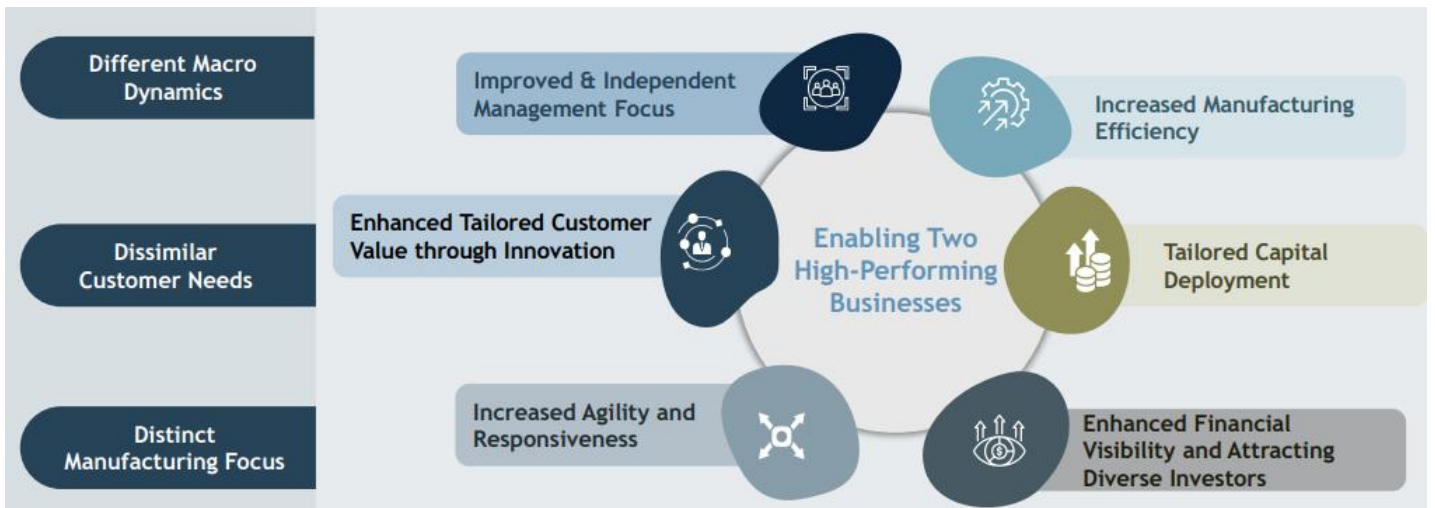 Different Macro
Dynamics
Dissimilar
Customer Needs
Distinct
Manufacturing Focus
Improved & Independent
Management Focus
Enhanced Tailored Customer
Value through Innovation
Increased Agility and
Responsiveness
Enabling Two
High-Performing
Businesses
Increased Manufacturing
Efficiency
Tailored Capital
Deployment
Enhanced Financial
Visibility and Attracting
Diverse Investors